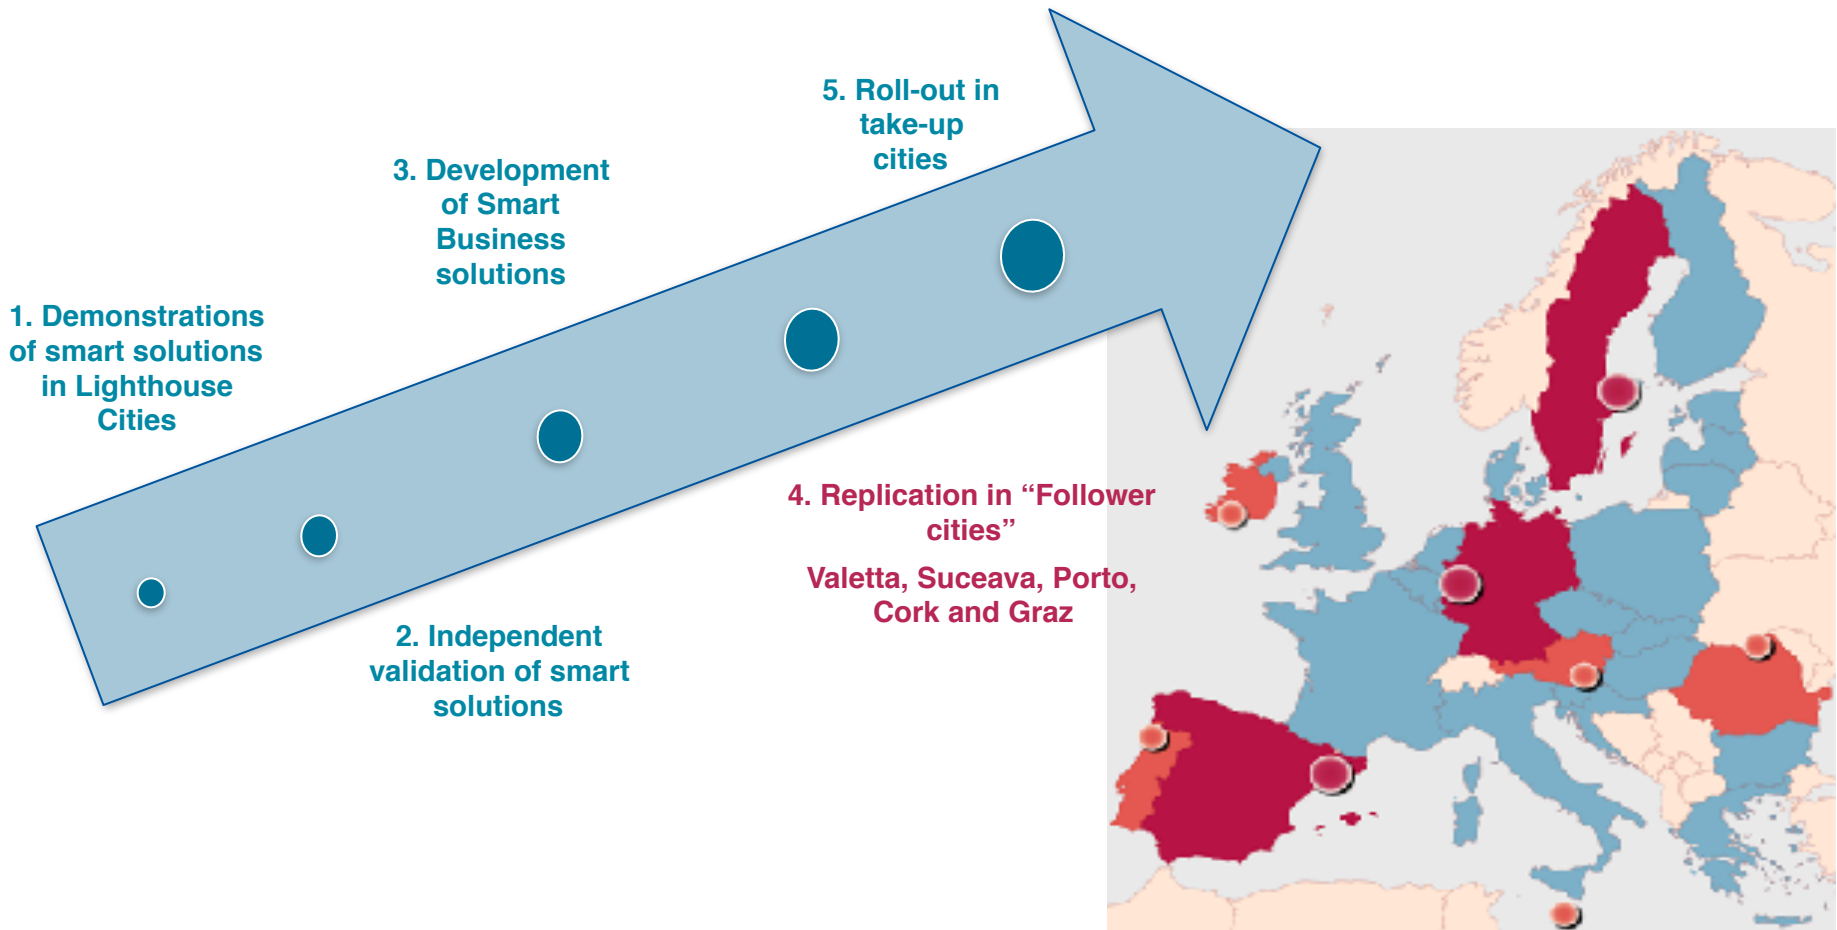 1. Demonstrations
of smart solutions
in Lighthouse
Cities
2. Independent
validation of smart
solutions
3. Development
of Smart
Business
solutions
4. Replication in “Follower
cities”
Valetta, Suceava, Porto,
Cork and Graz
5. Roll-out in
take-up
cities